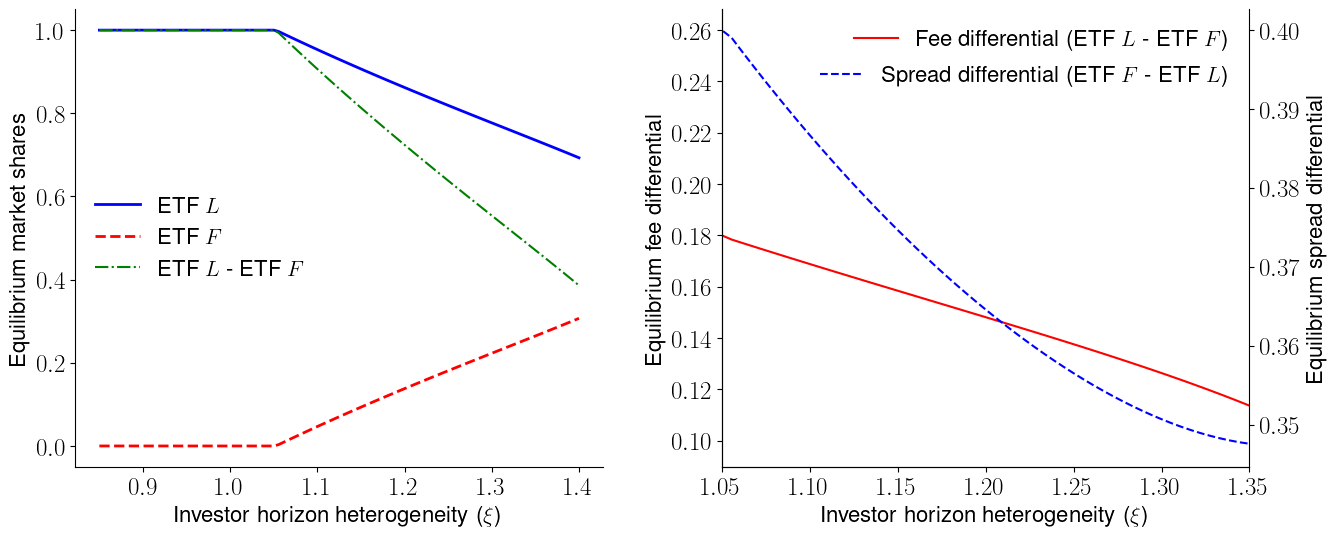 Equilibrium market shares
1.0
0.8
0.6
0.4
0.2
0.0
ETF L
ETF F
ETF L - ETF F
0.9 1.0 1.1 1.2 1.3 1.4
Investor horizon heterogeneity (ξ)
Equilibrium fee differential
0.26
0.24
0.22
0.20
0.18
0.16
0.14
0.12
0.10
Fee differential (ETF L - ETF F)
Spread differential (ETF F - ETF L)
0.40
0.39
0.38
0.37
0.36
0.35
Equilibrium spread differential
1.05 1.10 1.15 1.20 1.25 1.30 1.35
Investor horizon heterogeneity (ξ)